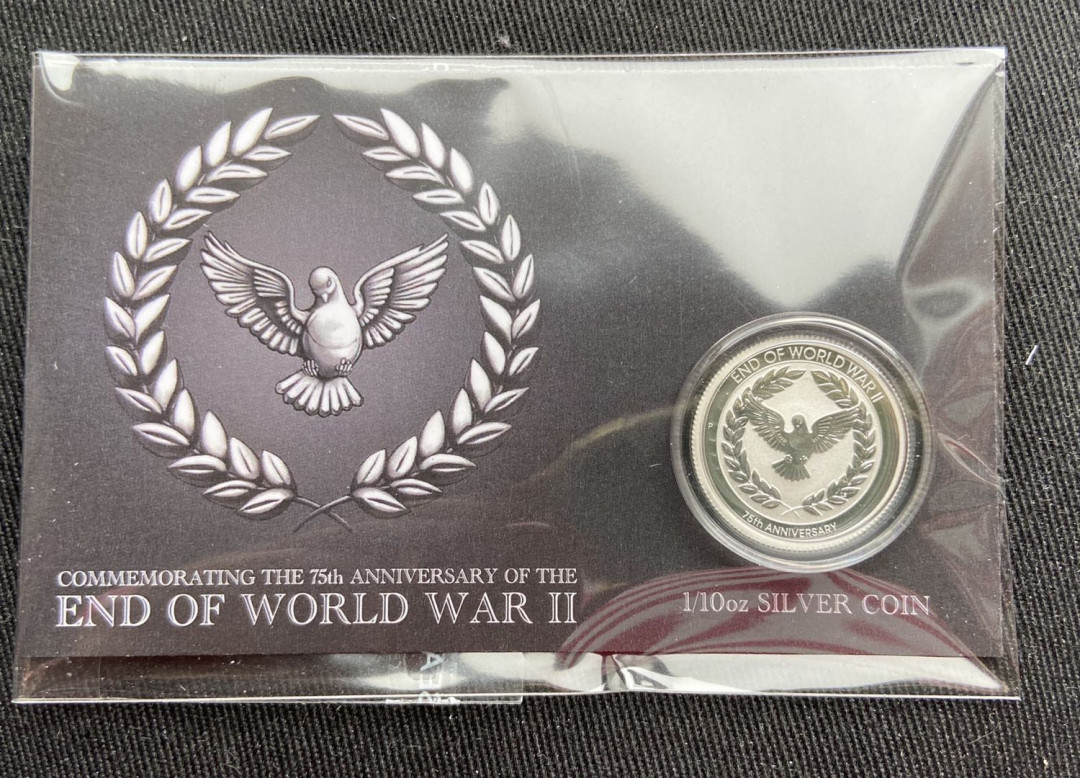 COMMEMORATING THE 75th ANNIVERSARY OF THE
END OF WORLD WAR II
END OF WORLD WAR II
P
75th ANNIVERSARY
1/10oz SILVER COIN